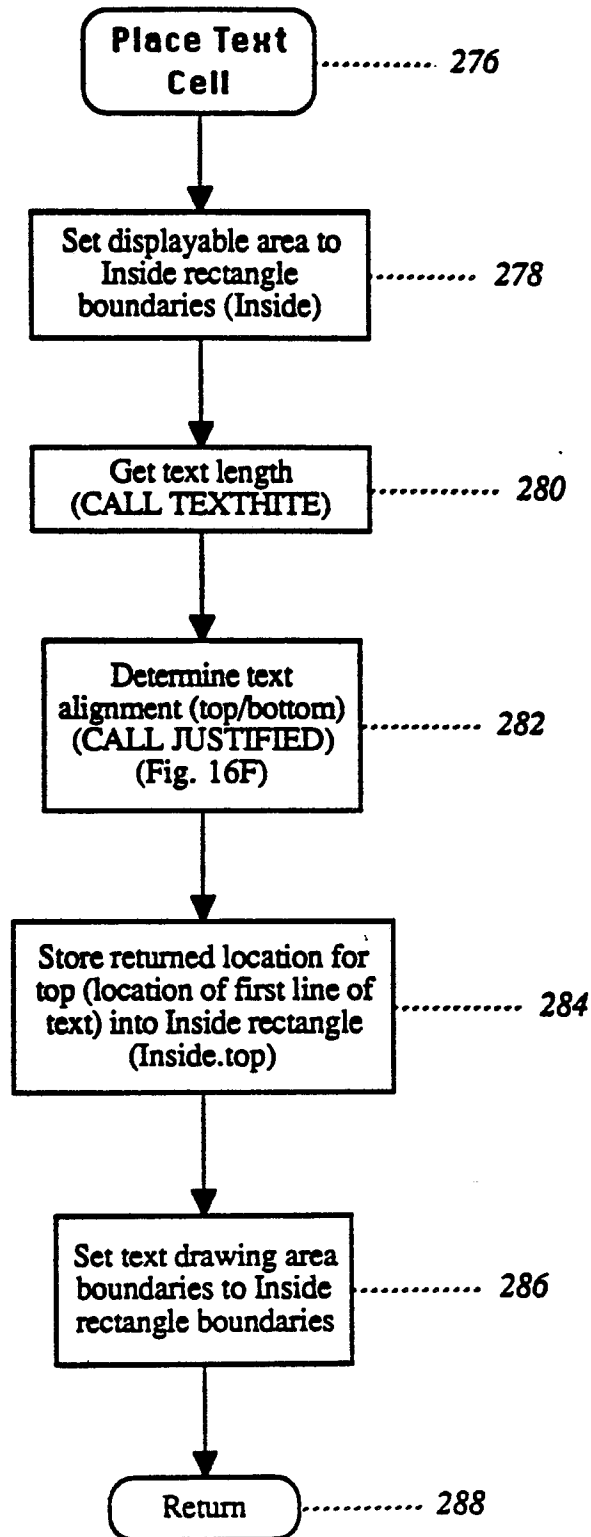 Place Text
Cell
276
Set displayable area to
Inside rectangle
boundaries (Inside)
278
Get text length
(CALL TEXTHITE)
280
Determine text
alignment (top/bottom)
(CALL JUSTIFIED)
(Fig. 16F)
282
Store returned location for
top (location of first line of
text) into Inside rectangle
(Inside.top)
284
Set text drawing area
boundaries to Inside
rectangle boundaries
286
Return
288